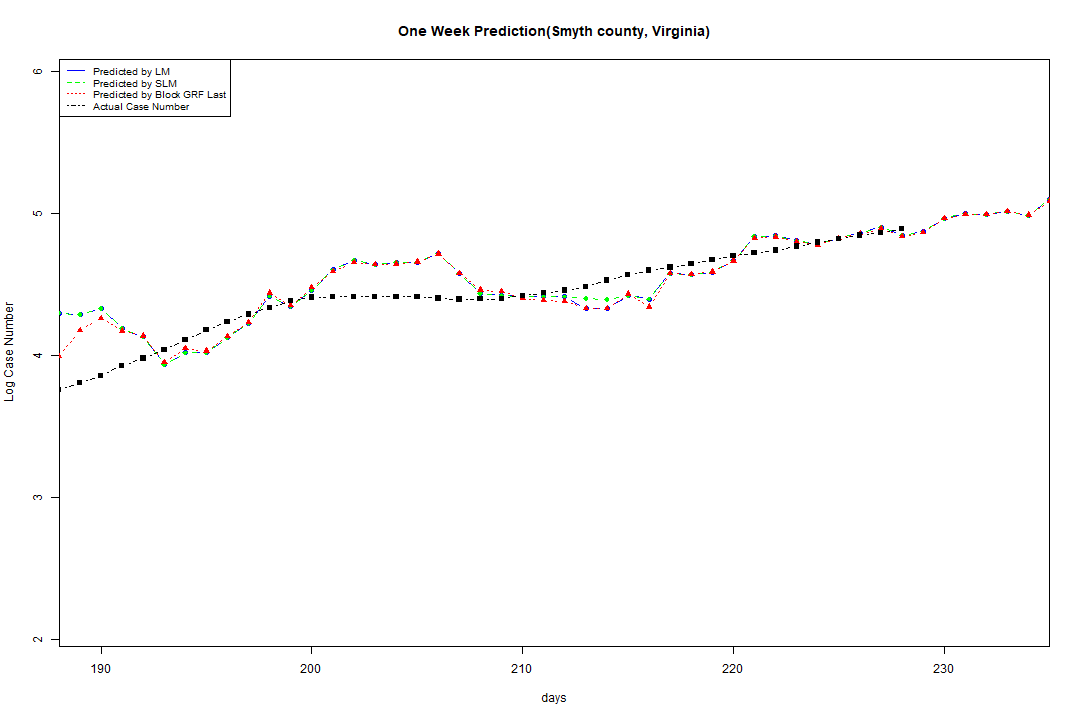 One Week Prediction(Smyth county, Virginia)
Predicted by LM
Predicted by SLM
Predicted by Block GRF Last
Actual Case Number
6
5
4
3
2
Log Case Number
190 200 210 220 230
days